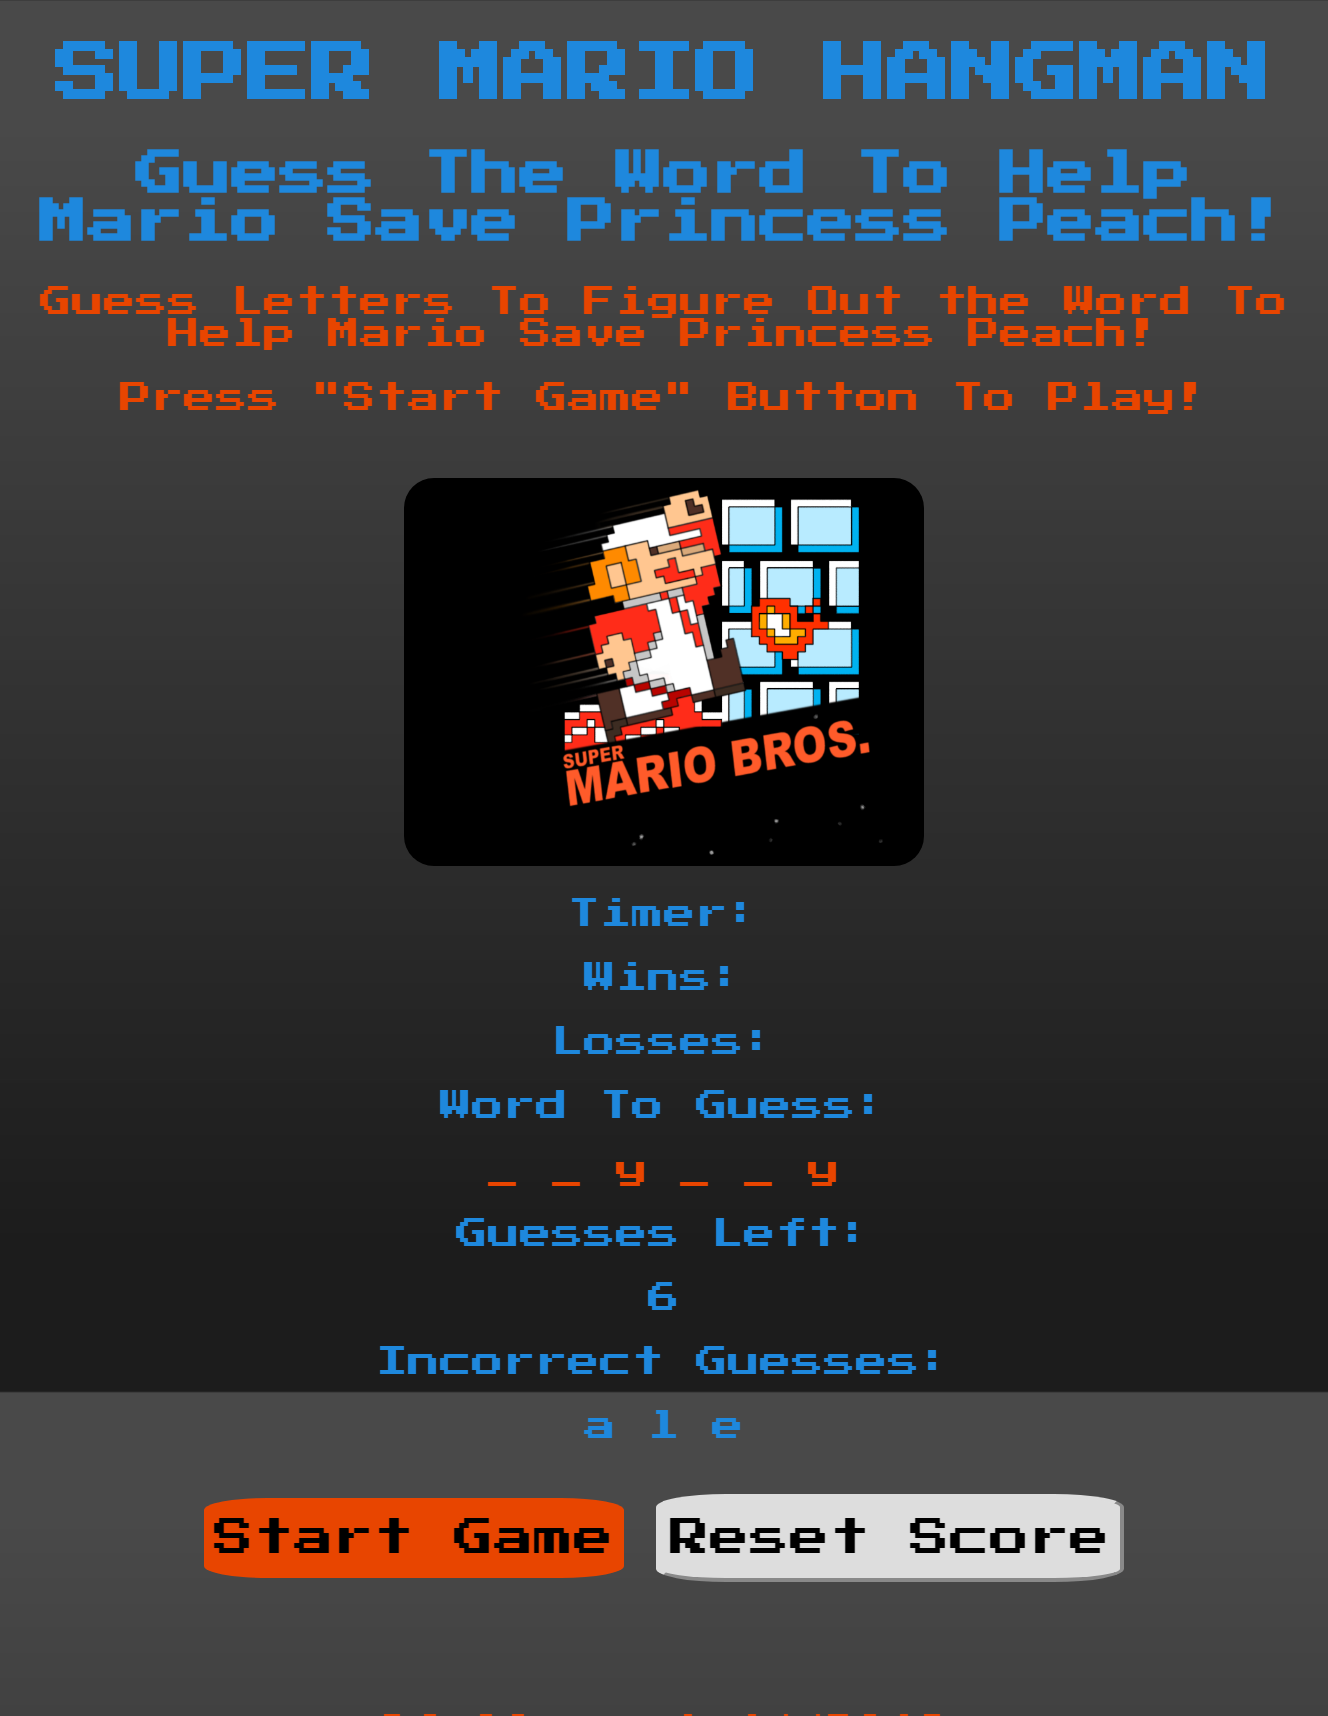 SUPER MARIO HANGMAN
Guess The Word To Help
Mario Save Princess Peach!
Guess Letters To Figure Out the Word To
Help Mario Save Princess Peach!
Press "Start Game" Button To Play!
SUPER
MARIO BROS.
Timer:
Wins:
Losses:
Word To Guess:
_ _ y _ _ y
Guesses Left:
6
Incorrect Guesses:
a l e
Start Game
Reset Score